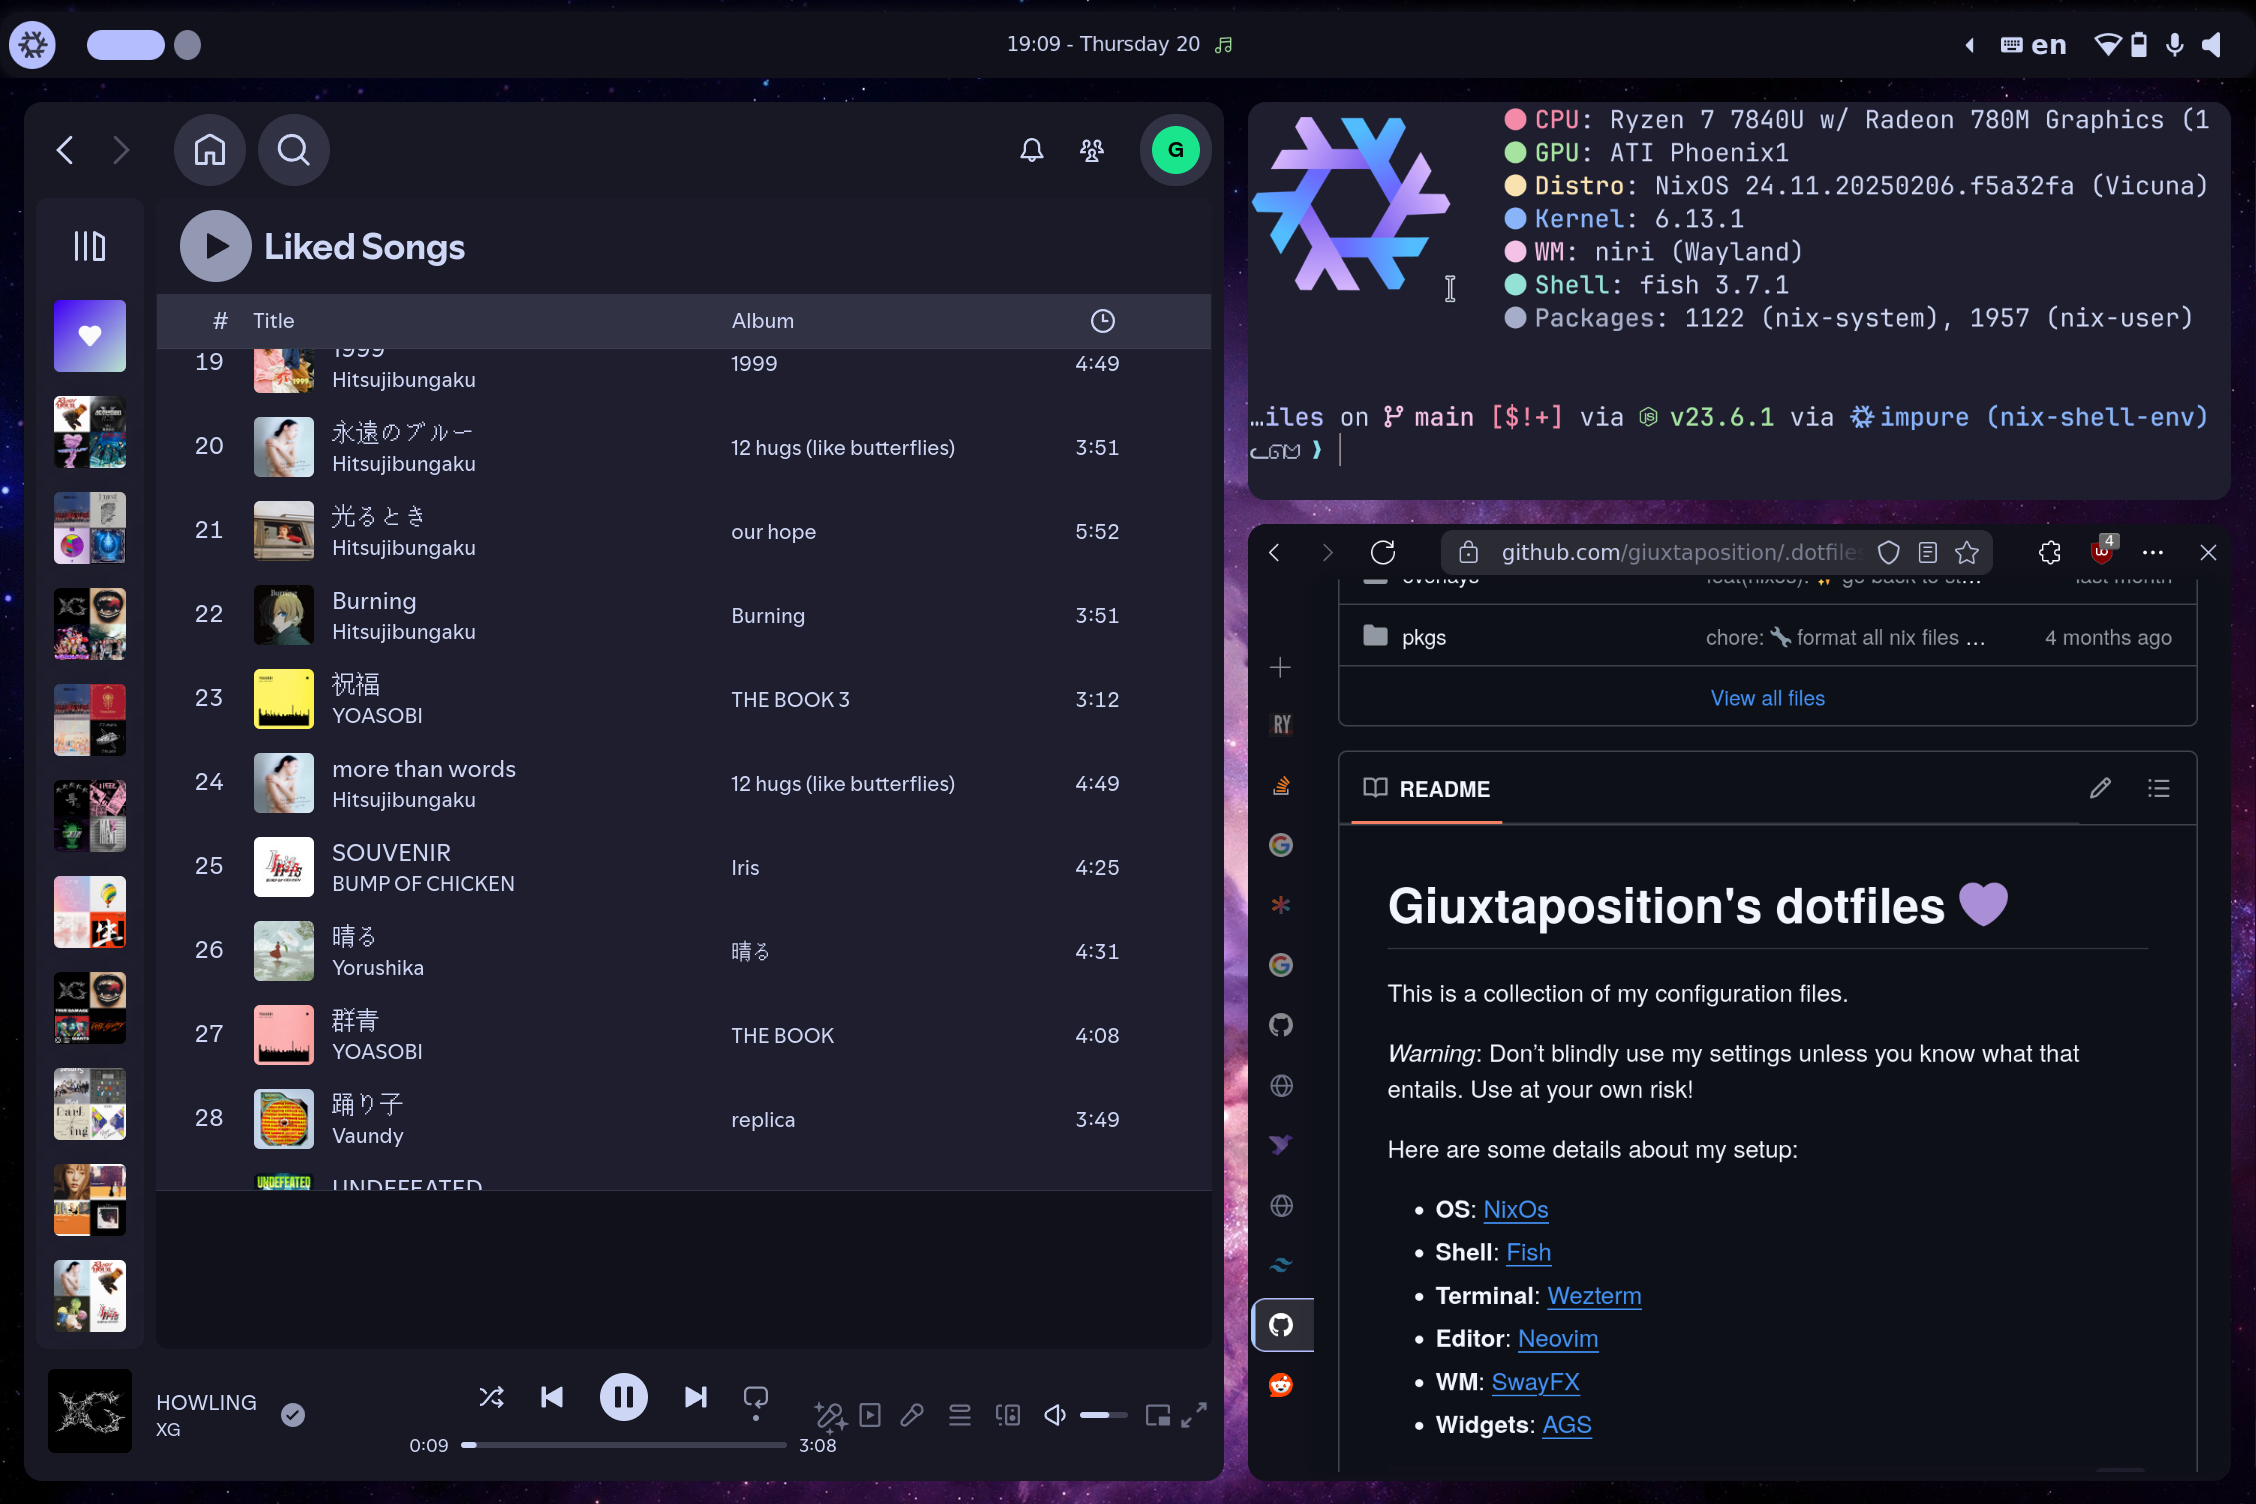 19:09 - Thursday 20
en
G
Liked Songs
# Title Album
19 1999 1999 4:49
Hitsujibungaku
20 永遠のブルー 12 hugs (like butterflies) 3:51
Hitsujibungaku
21 光るとき our hope 5:52
Hitsujibungaku
22 Burning Burning 3:51
Hitsujibungaku
23 祝福 THE BOOK 3 3:12
YOASOBI
24 more than words 12 hugs (like butterflies) 4:49
Hitsujibungaku
25 SOUVENIR Iris 4:25
BUMP OF CHICKEN
26 晴る 晴る 4:31
Yorushika
27 群青 THE BOOK 4:08
YOASOBI
28 踊り子 replica 3:49
Vaundy
UNDEFEATED
HOWLING
XG
0:09 3:08
CPU: Ryzen 7 7840U w/ Radeon 780M Graphics (1
GPU: ATI Phoenix1
Distro: NixOS 24.11.20250206.f5a32fa (Vicuna)
Kernel: 6.13.1
WM: niri (Wayland)
Shell: fish 3.7.1
Packages: 1122 (nix-system), 1957 (nix-user)
…iles on main [$!+] via v23.6.1 via impure (nix-shell-env)
❯
github.com/giuxtaposition/.dotfiles
4
overlays feat(nixos): ✨ go back to st… last month
pkgs chore: 🔧 format all nix files … 4 months ago
View all files
README
Giuxtaposition's dotfiles 💜
This is a collection of my configuration files.
Warning: Don’t blindly use my settings unless you know what that
entails. Use at your own risk!
Here are some details about my setup:
• OS: NixOs
• Shell: Fish
• Terminal: Wezterm
• Editor: Neovim
• WM: SwayFX
• Widgets: AGS